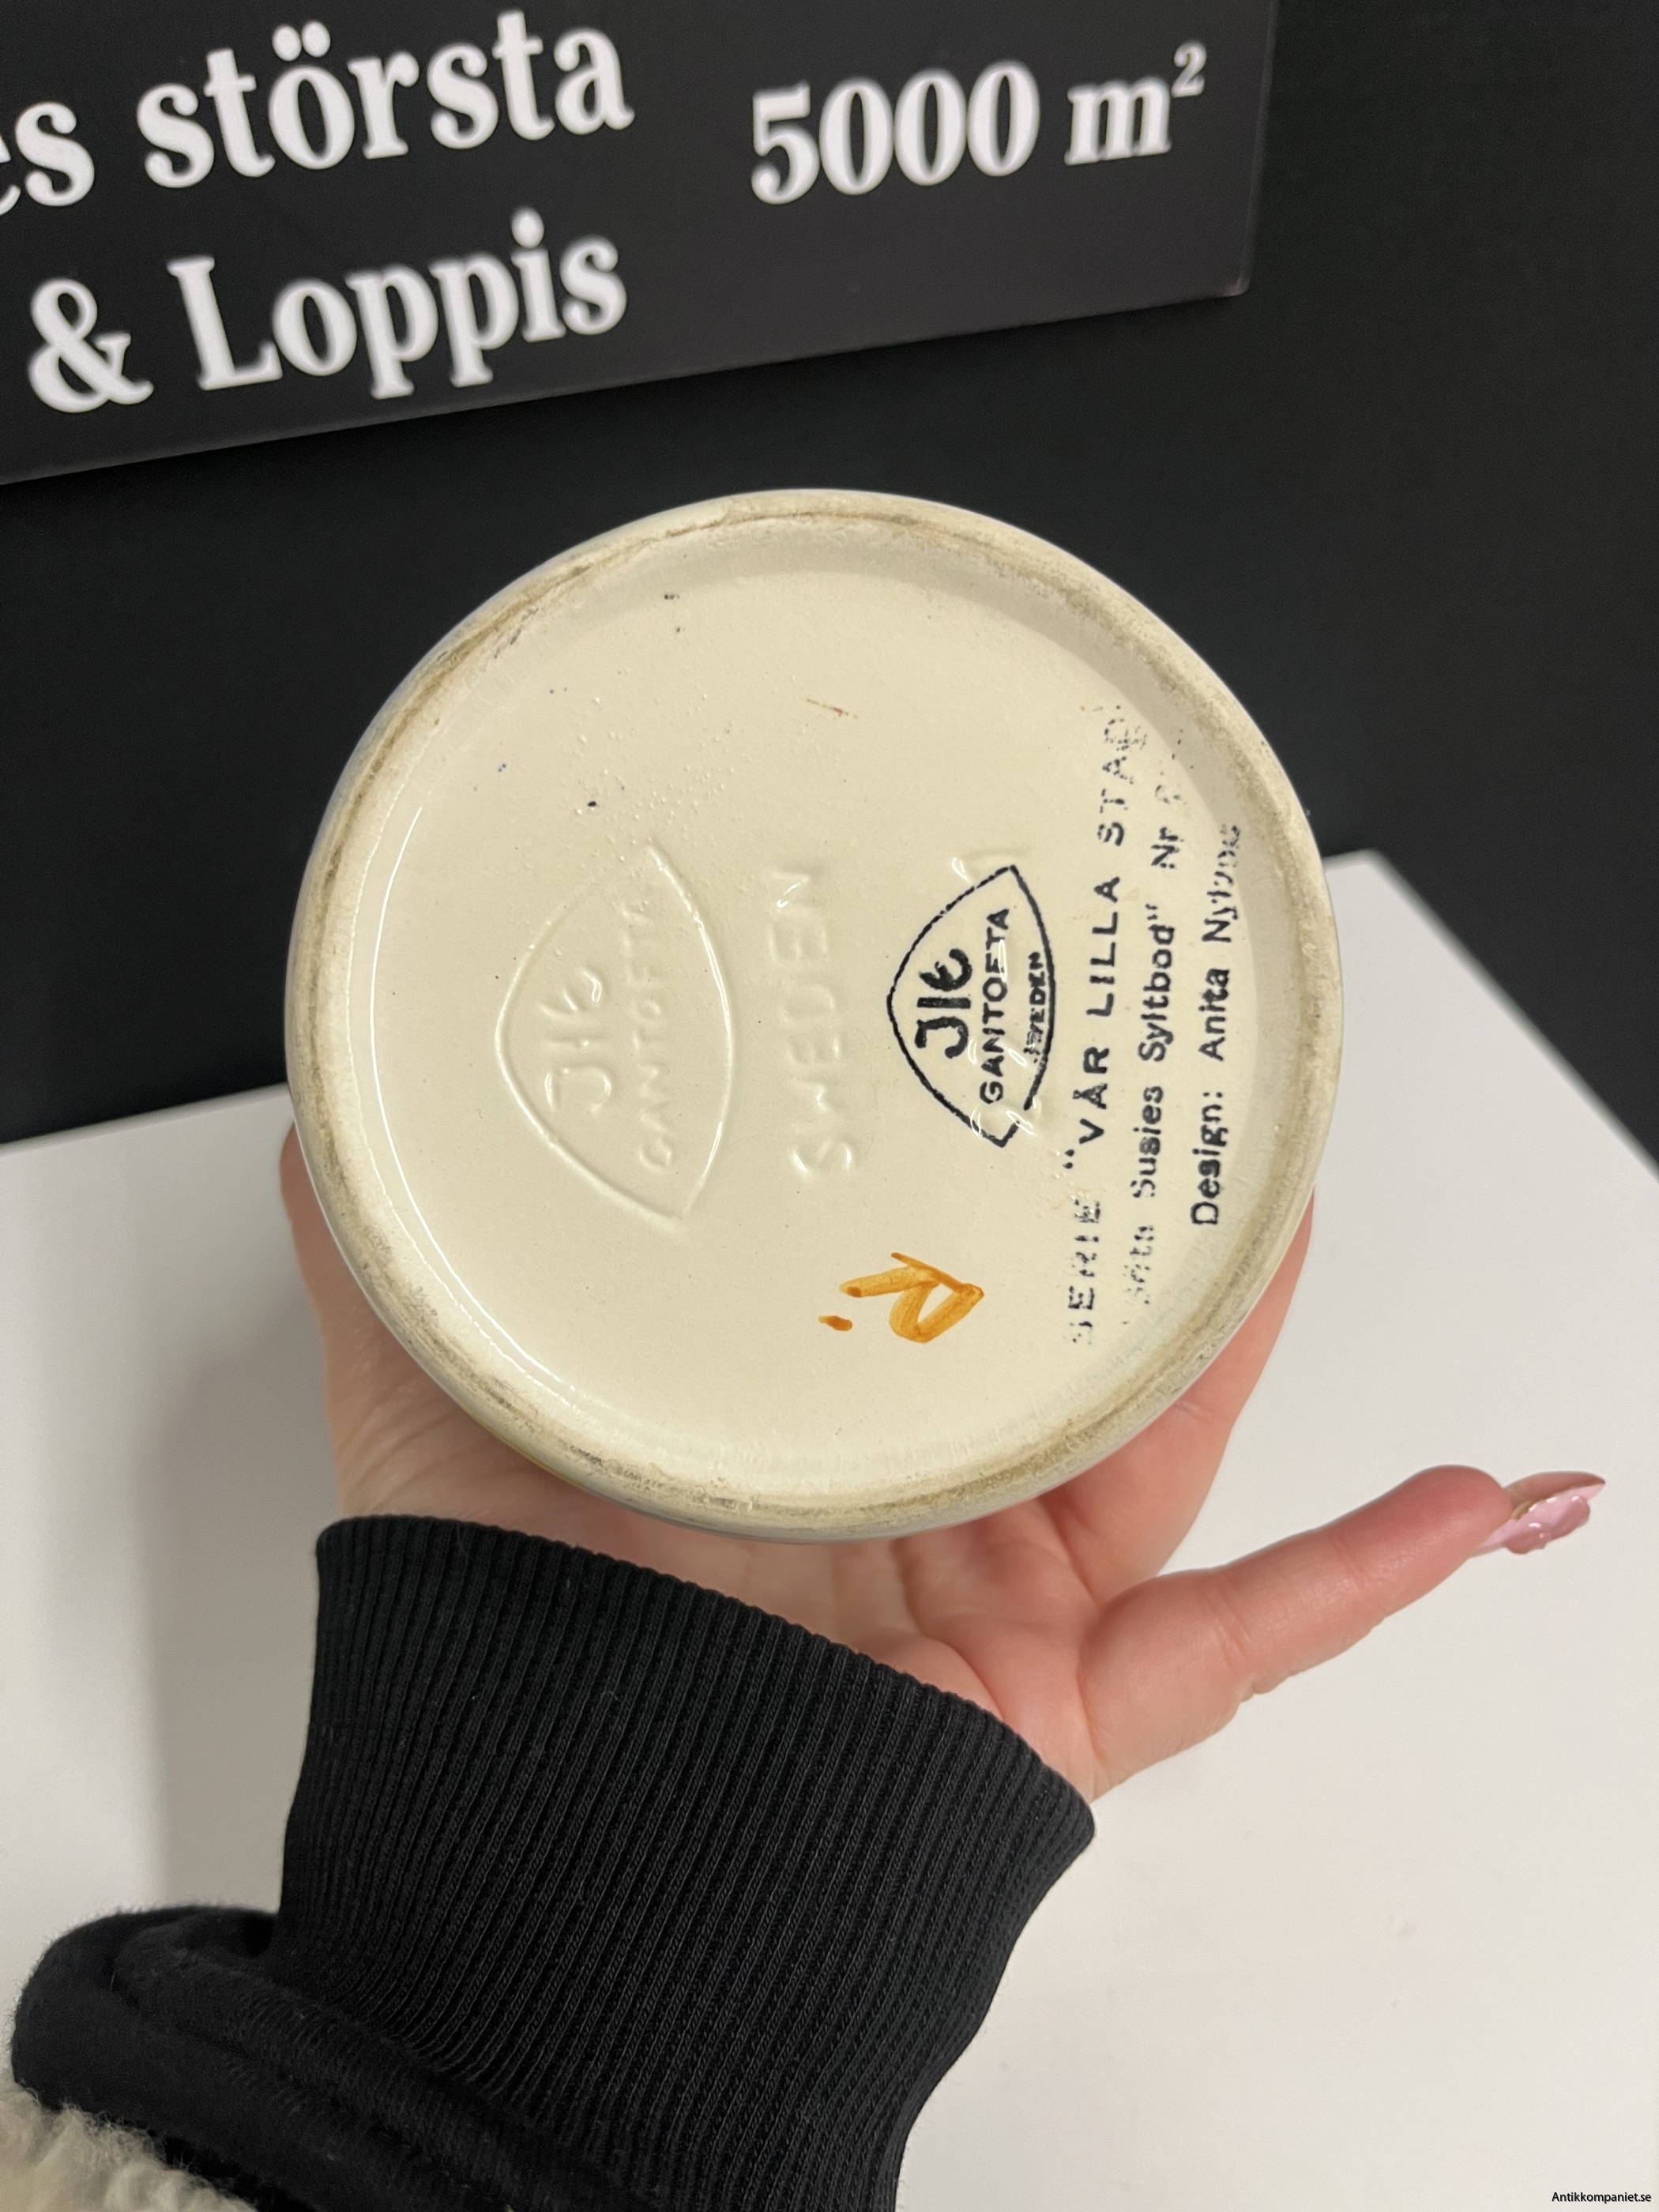 es största
& Loppis
5000 m²
JIE
GANTOFTA
SWEDEN
JIE
GANTOFTA
SWEDEN
SERIE "VÅR LILLA STAD"
Susies Syltbod" Nr
Design: Anita
R.
Antikkompaniet.se